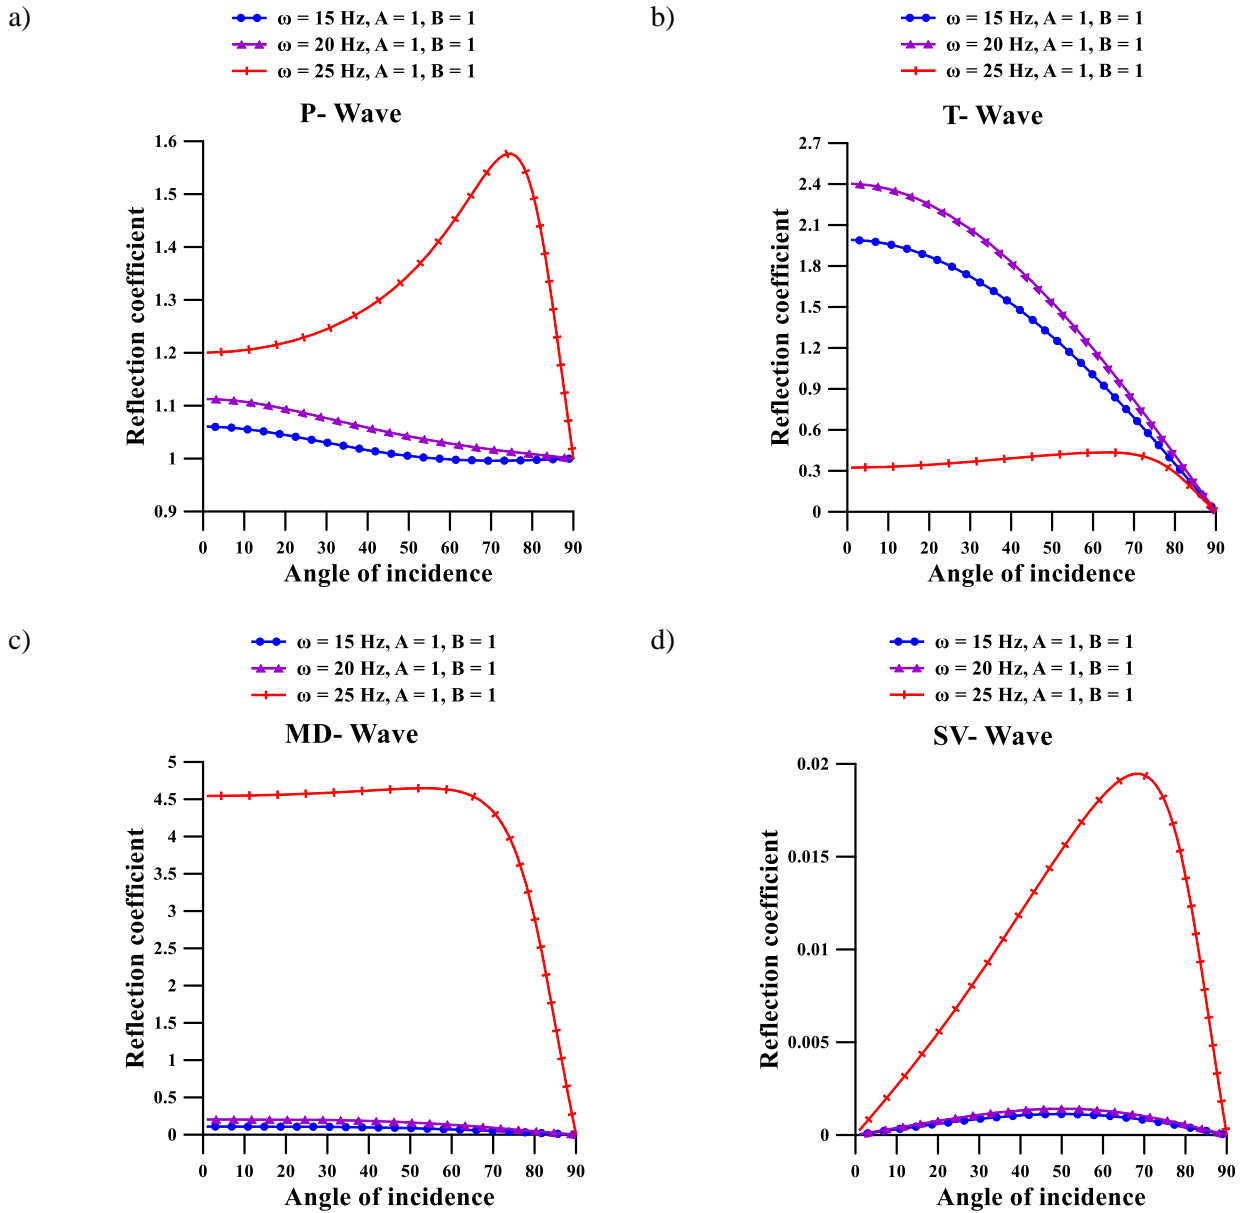 a)
ω = 15 Hz, A = 1, B = 1
ω = 20 Hz, A = 1, B = 1
ω = 25 Hz, A = 1, B = 1
P- Wave
1.6
1.5
1.4
1.3
1.2
1.1
1
0.9
Reflection coefficient
0 10 20 30 40 50 60 70 80 90
Angle of incidence
b)
ω = 15 Hz, A = 1, B = 1
ω = 20 Hz, A = 1, B = 1
ω = 25 Hz, A = 1, B = 1
T- Wave
2.7
2.4
2.1
1.8
1.5
1.2
0.9
0.6
0.3
0
Reflection coefficient
0 10 20 30 40 50 60 70 80 90
Angle of incidence
c)
ω = 15 Hz, A = 1, B = 1
ω = 20 Hz, A = 1, B = 1
ω = 25 Hz, A = 1, B = 1
MD- Wave
5
4.5
4
3.5
3
2.5
2
1.5
1
0.5
0
Reflection coefficient
0 10 20 30 40 50 60 70 80 90
Angle of incidence
d)
ω = 15 Hz, A = 1, B = 1
ω = 20 Hz, A = 1, B = 1
ω = 25 Hz, A = 1, B = 1
SV- Wave
0.02
0.015
0.01
0.005
0
Reflection coefficient
0 10 20 30 40 50 60 70 80 90
Angle of incidence